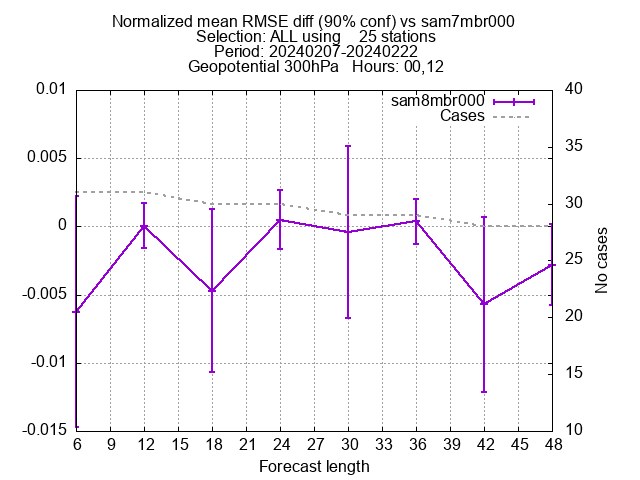 Normalized mean RMSE diff (90% conf) vs sam7mbr000
Selection: ALL using    25 stations
Period: 20240207-20240222
Geopotential 300hPa   Hours: 00,12
sam8mbr000
Cases
0.01
0.005
0
-0.005
-0.01
-0.015
40
35
30
25
20
15
10
No cases
6 9 12 15 18 21 24 27 30 33 36 39 42 45 48
Forecast length